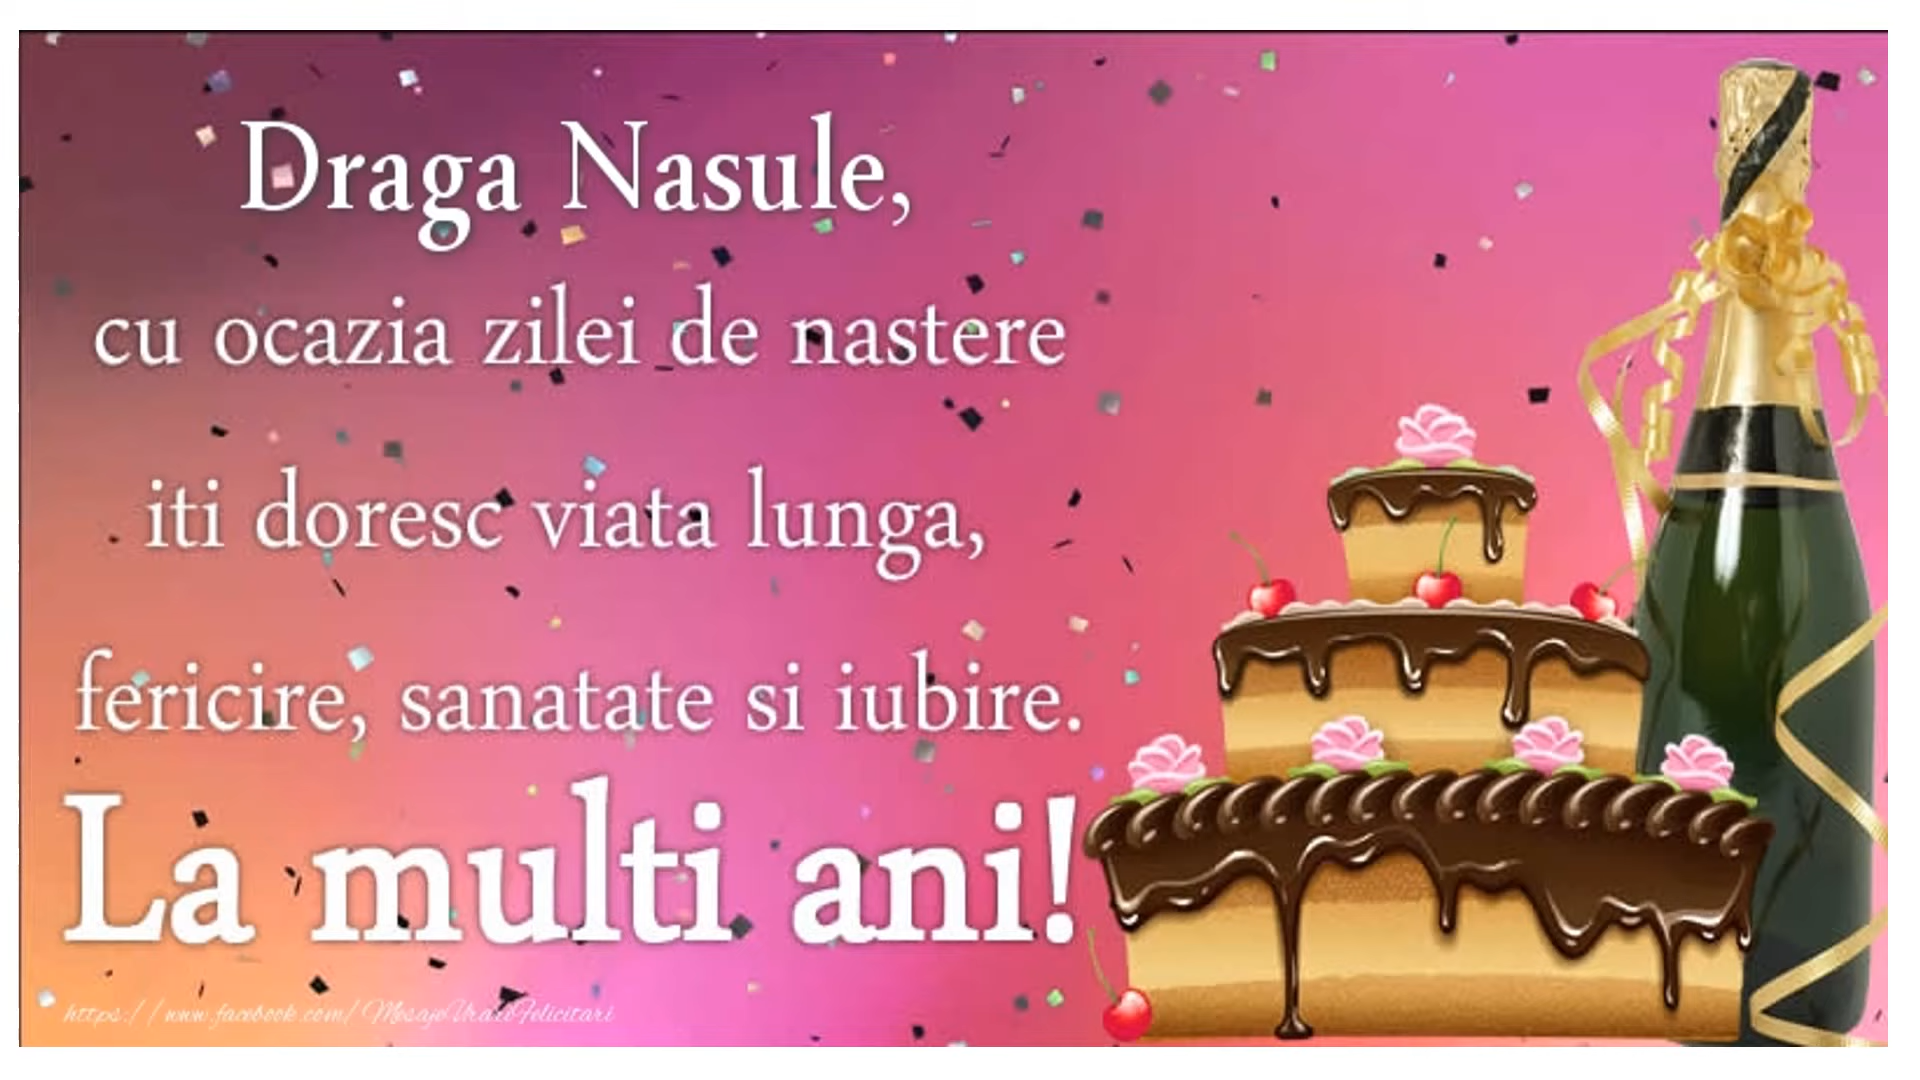 Draga Nasule,
cu ocazia zilei de nastere
iti doresc viata lunga,
fericire, sanatate si iubire.
La multi ani!
https://www.facebook.com/MesajeUrariFelicitari